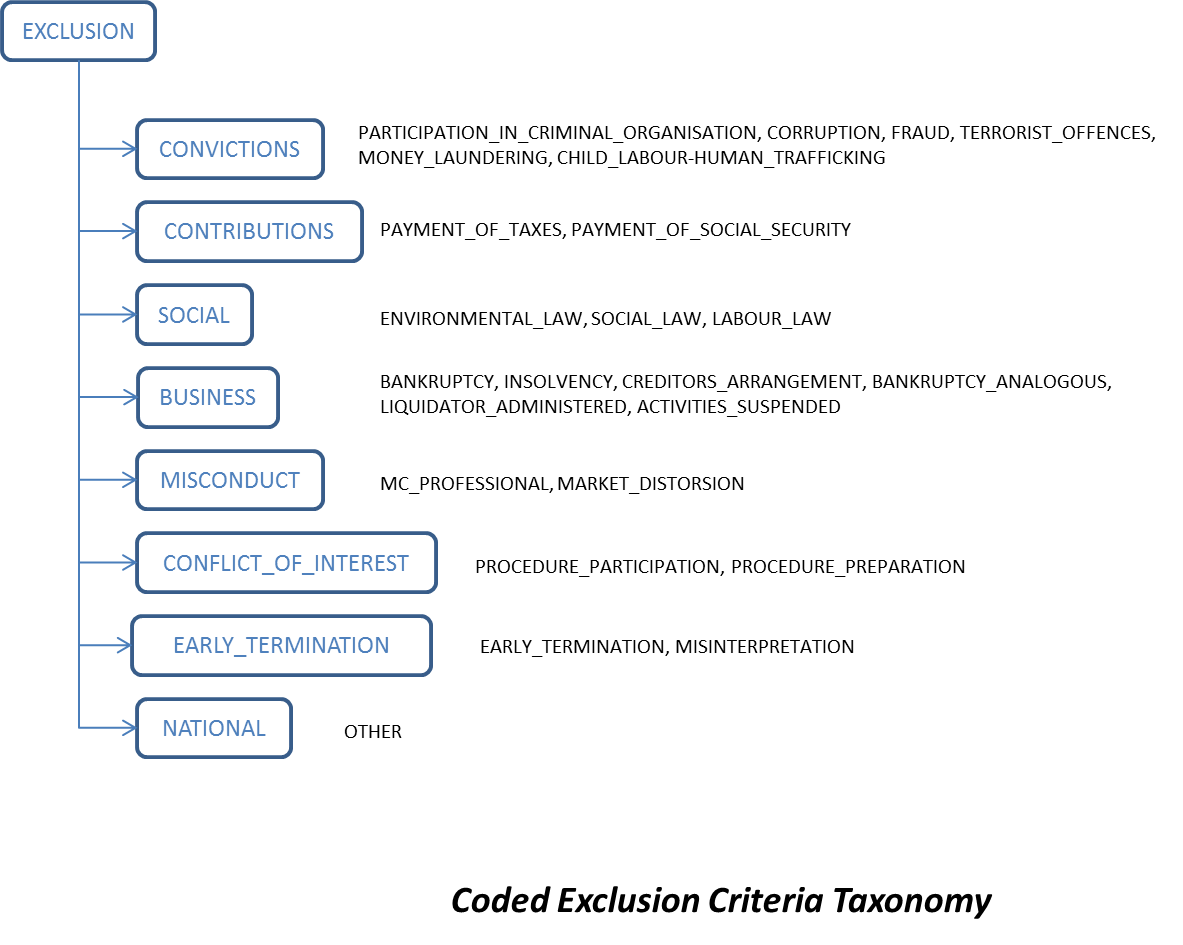 EXCLUSION
CONVICTIONS
PARTICIPATION_IN_CRIMINAL_ORGANISATION, CORRUPTION, FRAUD, TERRORIST_OFFENCES,
MONEY_LAUNDERING, CHILD_LABOUR-HUMAN_TRAFFICKING
CONTRIBUTIONS
PAYMENT_OF_TAXES, PAYMENT_OF_SOCIAL_SECURITY
SOCIAL
ENVIRONMENTAL_LAW, SOCIAL_LAW, LABOUR_LAW
BUSINESS
BANKRUPTCY, INSOLVENCY, CREDITORS_ARRANGEMENT, BANKRUPTCY_ANALOGOUS,
LIQUIDATOR_ADMINISTERED, ACTIVITIES_SUSPENDED
MISCONDUCT
MC_PROFESSIONAL, MARKET_DISTORSION
CONFLICT_OF_INTEREST
PROCEDURE_PARTICIPATION, PROCEDURE_PREPARATION
EARLY_TERMINATION
EARLY_TERMINATION, MISINTERPRETATION
NATIONAL
OTHER
Coded Exclusion Criteria Taxonomy